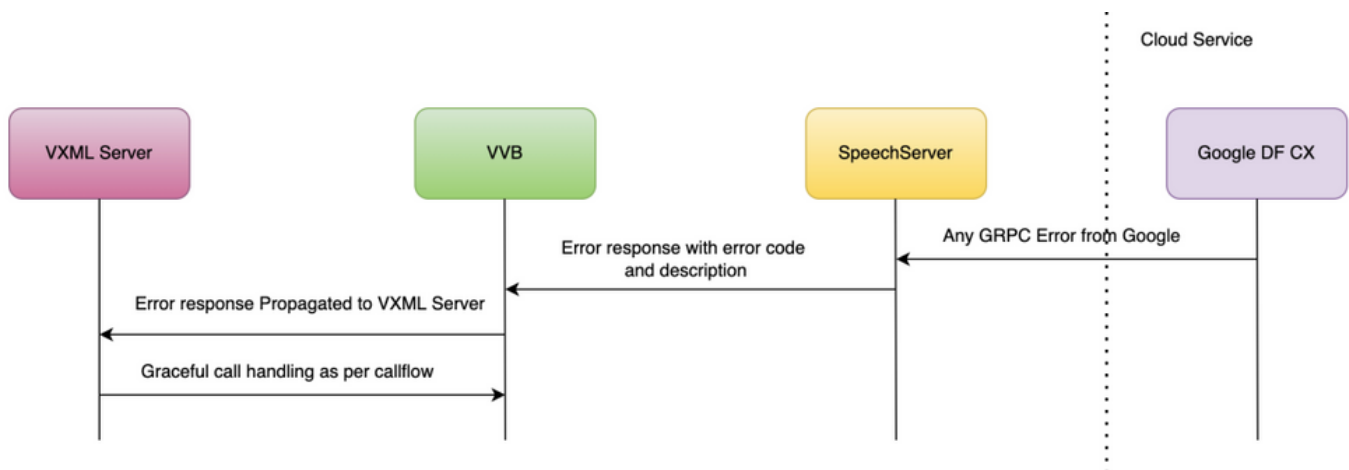 Cloud Service
VXML Server
VVB
SpeechServer
Google DF CX
Any GRPC Error from Google
Error response with error code
and description
Error response Propagated to VXML Server
Graceful call handling as per callflow